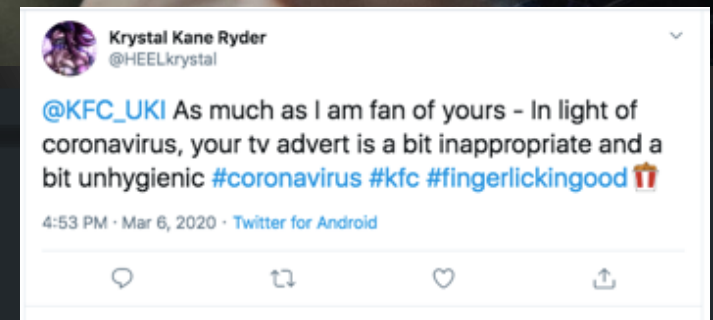 Krystal Kane Ryder
@HEELkrystal
@KFC_UKI As much as I am fan of yours - In light of
coronavirus, your tv advert is a bit inappropriate and a
bit unhygienic #coronavirus #kfc #fingerlickingood
4:53 PM · Mar 6, 2020 · Twitter for Android